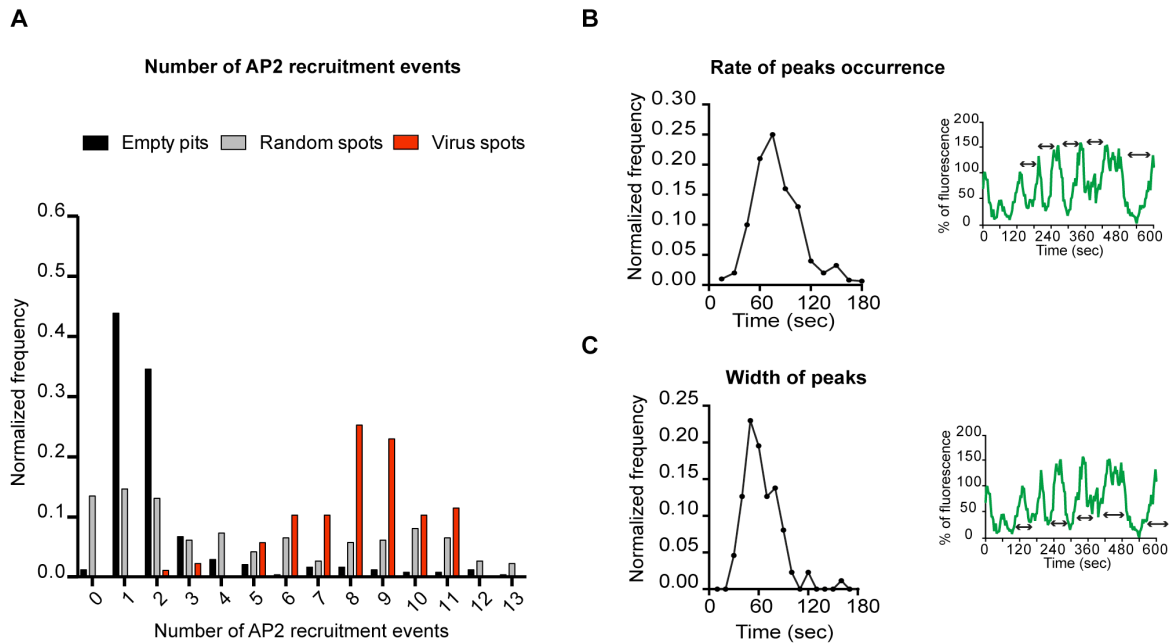 A
Number of AP2 recruitment events
Empty pits Random spots Virus spots
Normalized frequency
0.6
0.5
0.4
0.3
0.2
0.1
0.0
0 1 2 3 4 5 6 7 8 9 10 11 12 13
Number of AP2 recruitment events
B
Rate of peaks occurrence
Normalized frequency
0.30
0.25
0.20
0.15
0.10
0.05
0.00
0 60 120 180
Time (sec)
% of fluorescence
200
150
100
50
0
0 120 240 360 480 600
Time (sec)
C
Width of peaks
Normalized frequency
0.25
0.20
0.15
0.10
0.05
0.00
0 60 120 180
Time (sec)
% of fluorescence
200
150
100
50
0
0 120 240 360 480 600
Time (sec)